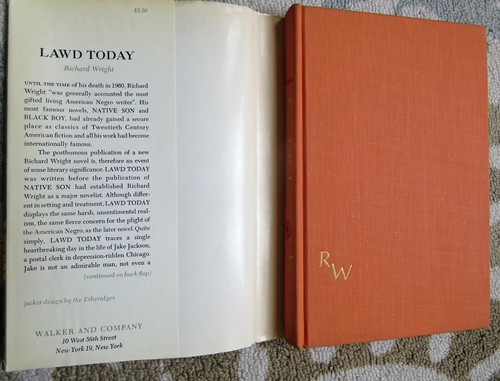 $3.50
LAWD TODAY
Richard Wright
UNTIL THE TIME of his death in 1960, Richard
Wright "was generally accounted the most
gifted living American Negro writer". His
most famous novels, NATIVE SON and
BLACK BOY, had already gained a secure
place as classics of Twentieth Century
American fiction and all his work had become
internationally famous.
The posthumous publication of a new
Richard Wright novel is, therefore an event
of some literary significance. LAWD TODAY
was written before the publication of
NATIVE SON had established Richard
Wright as a major novelist. Although differ-
ent in setting and treatment, LAWD TODAY
displays the same harsh, unsentimental real-
ism, the same fierce concern for the plight of
the American Negro, as the later novel. Quite
simply, LAWD TODAY traces a single
heartbreaking day in the life of Jake Jackson,
a postal clerk in depression-ridden Chicago.
Jake is not an admirable man, not even a
(continued on back flap)
jacket design by the Etheridges
WALKER AND COMPANY
10 West 56th Street
New York 19, New York
RW